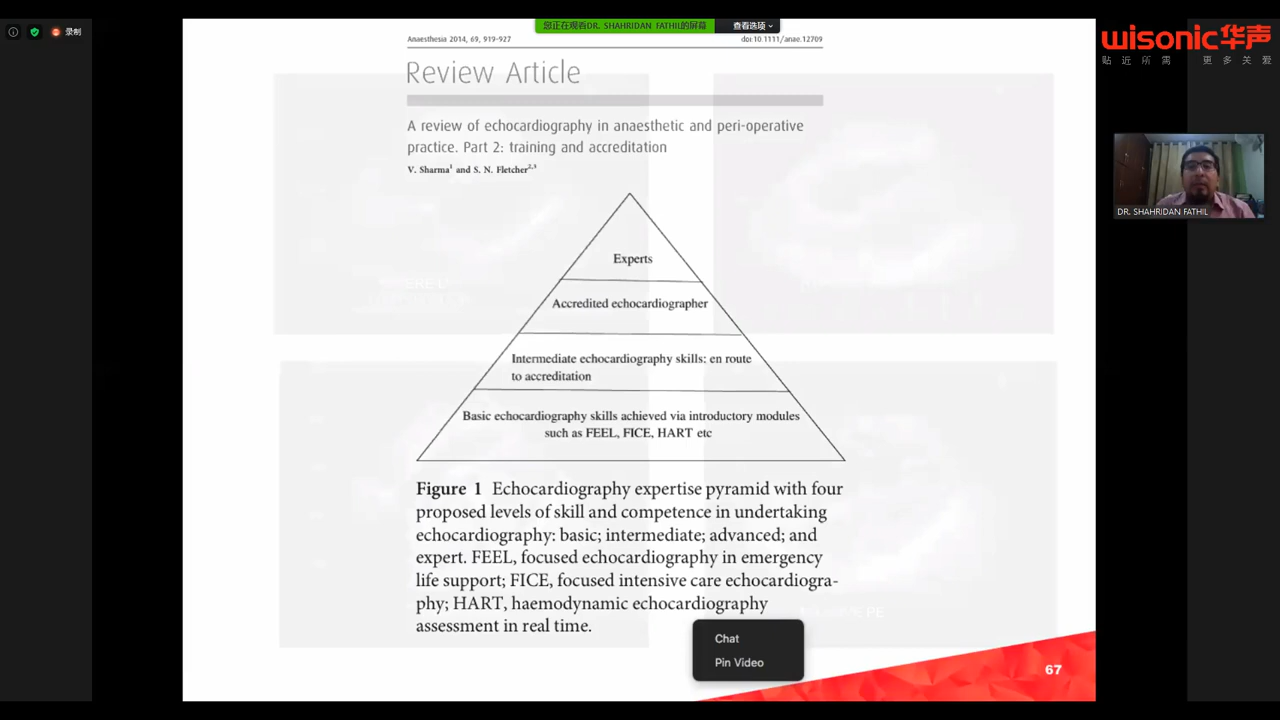 录制
您正在观看DR. SHAHRIDAN FATHIL的屏幕
查看选项
wisonic华声
贴近所需 更多关爱
Anaesthesia 2014, 69, 919-927
doi:10.1111/anae.12709
Review Article
A review of echocardiography in anaesthetic and peri-operative
practice. Part 2: training and accreditation
V. Sharma1 and S. N. Fletcher2,3
DR. SHAHRIDAN FATHIL
Experts
Accredited echocardiographer
Intermediate echocardiography skills: en route
to accreditation
Basic echocardiography skills achieved via introductory modules
such as FEEL, FICE, HART etc
Figure 1 Echocardiography expertise pyramid with four
proposed levels of skill and competence in undertaking
echocardiography: basic; intermediate; advanced; and
expert. FEEL, focused echocardiography in emergency
life support; FICE, focused intensive care echocardiogra-
phy; HART, haemodynamic echocardiography
assessment in real time.
Chat
Pin Video
67